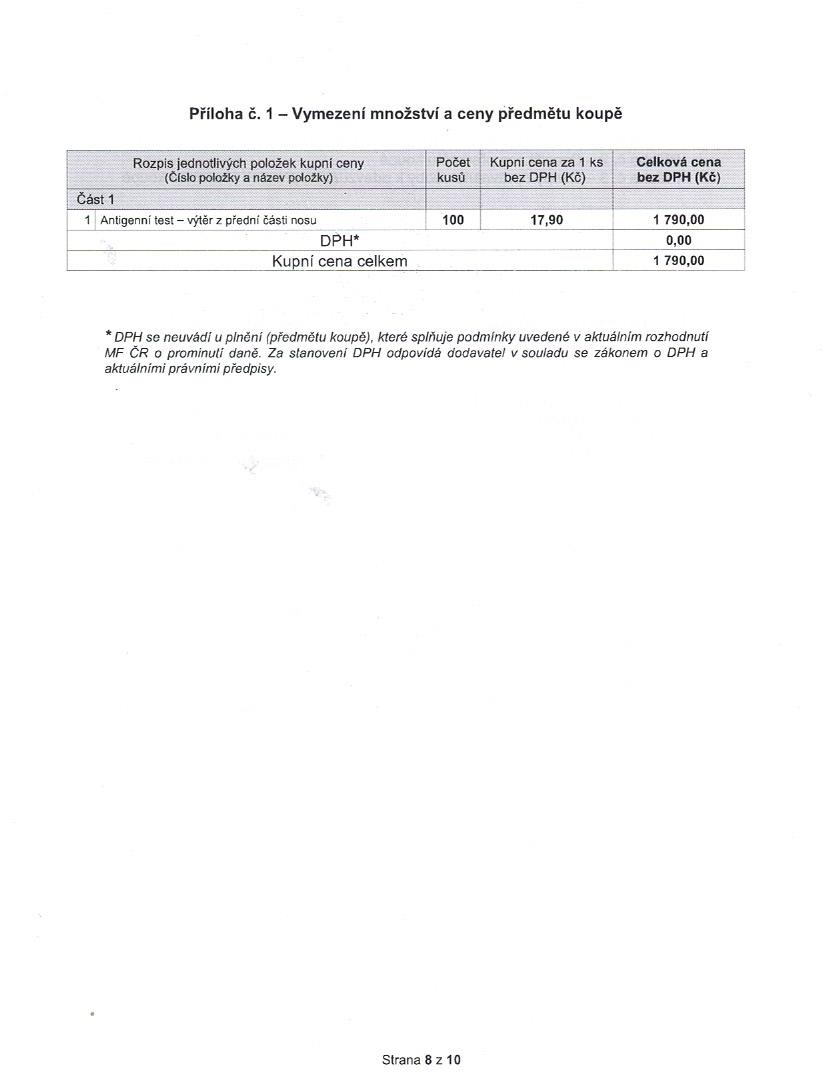 Příloha č. 1 – Vymezení množství a ceny předmětu koupě
Rozpis jednotlivých položek kupní ceny
(Číslo položky a název položky)
Počet
kusů
Kupní cena za 1 ks
bez DPH (Kč)
Celková cena
bez DPH (Kč)
Část 1
1 Antigenní test – výtěr z přední části nosu 100 17,90 1 790,00
DPH* 0,00
Kupní cena celkem 1 790,00
* DPH se neuvádí u plnění (předmětu koupě), které splňuje podmínky uvedené v aktuálním rozhodnutí
MF ČR o prominutí daně. Za stanovení DPH odpovídá dodavatel v souladu se zákonem o DPH a
aktuálními právními předpisy.
Strana 8 z 10